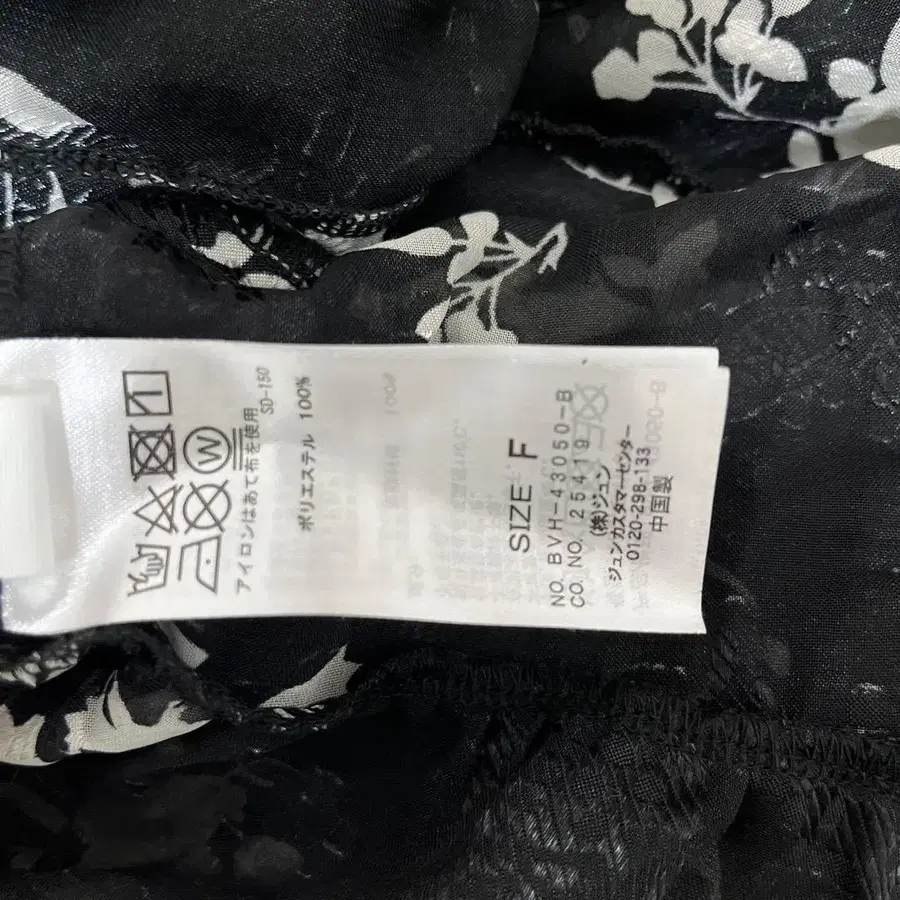 アイロンはあて布を使用
SD-150
ポリエステル 100%
SIZE F
NO. BVH-43050-B
CO. NO. 25419
(株)ジュン
ジュンカスタマーセンター
0120-298-133
中国製